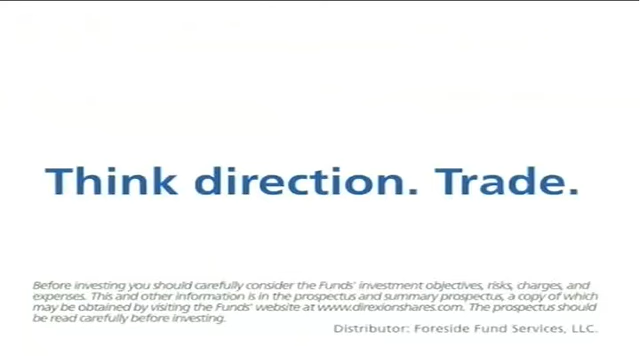 Think direction. Trade.
Before investing you should carefully consider the Funds' investment objectives, risks, charges, and
expenses. This and other information is in the prospectus and summary prospectus, a copy of which
may be obtained by visiting the Funds' website at www.direxionshares.com. The prospectus should
be read carefully before investing.
Distributor: Foreside Fund Services, LLC.